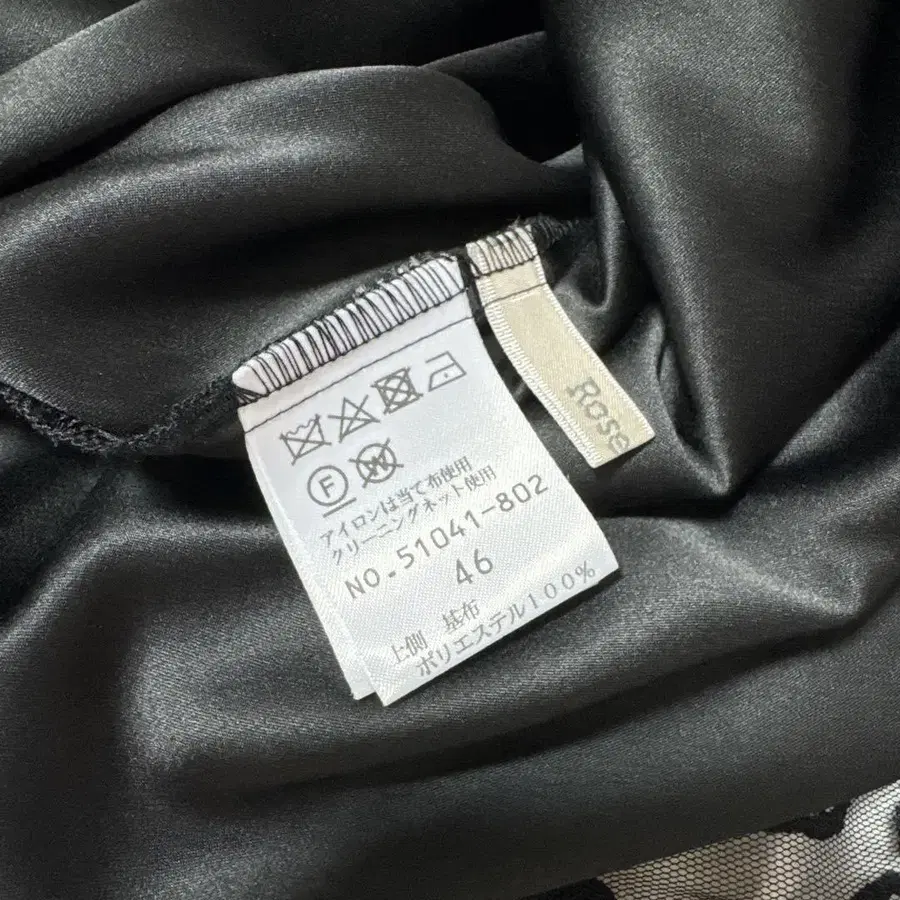 F W
アイロンは当て布使用
クリーニングネット使用
NO.51041-802
46
上側 基布
ポリエステル100%
Rose